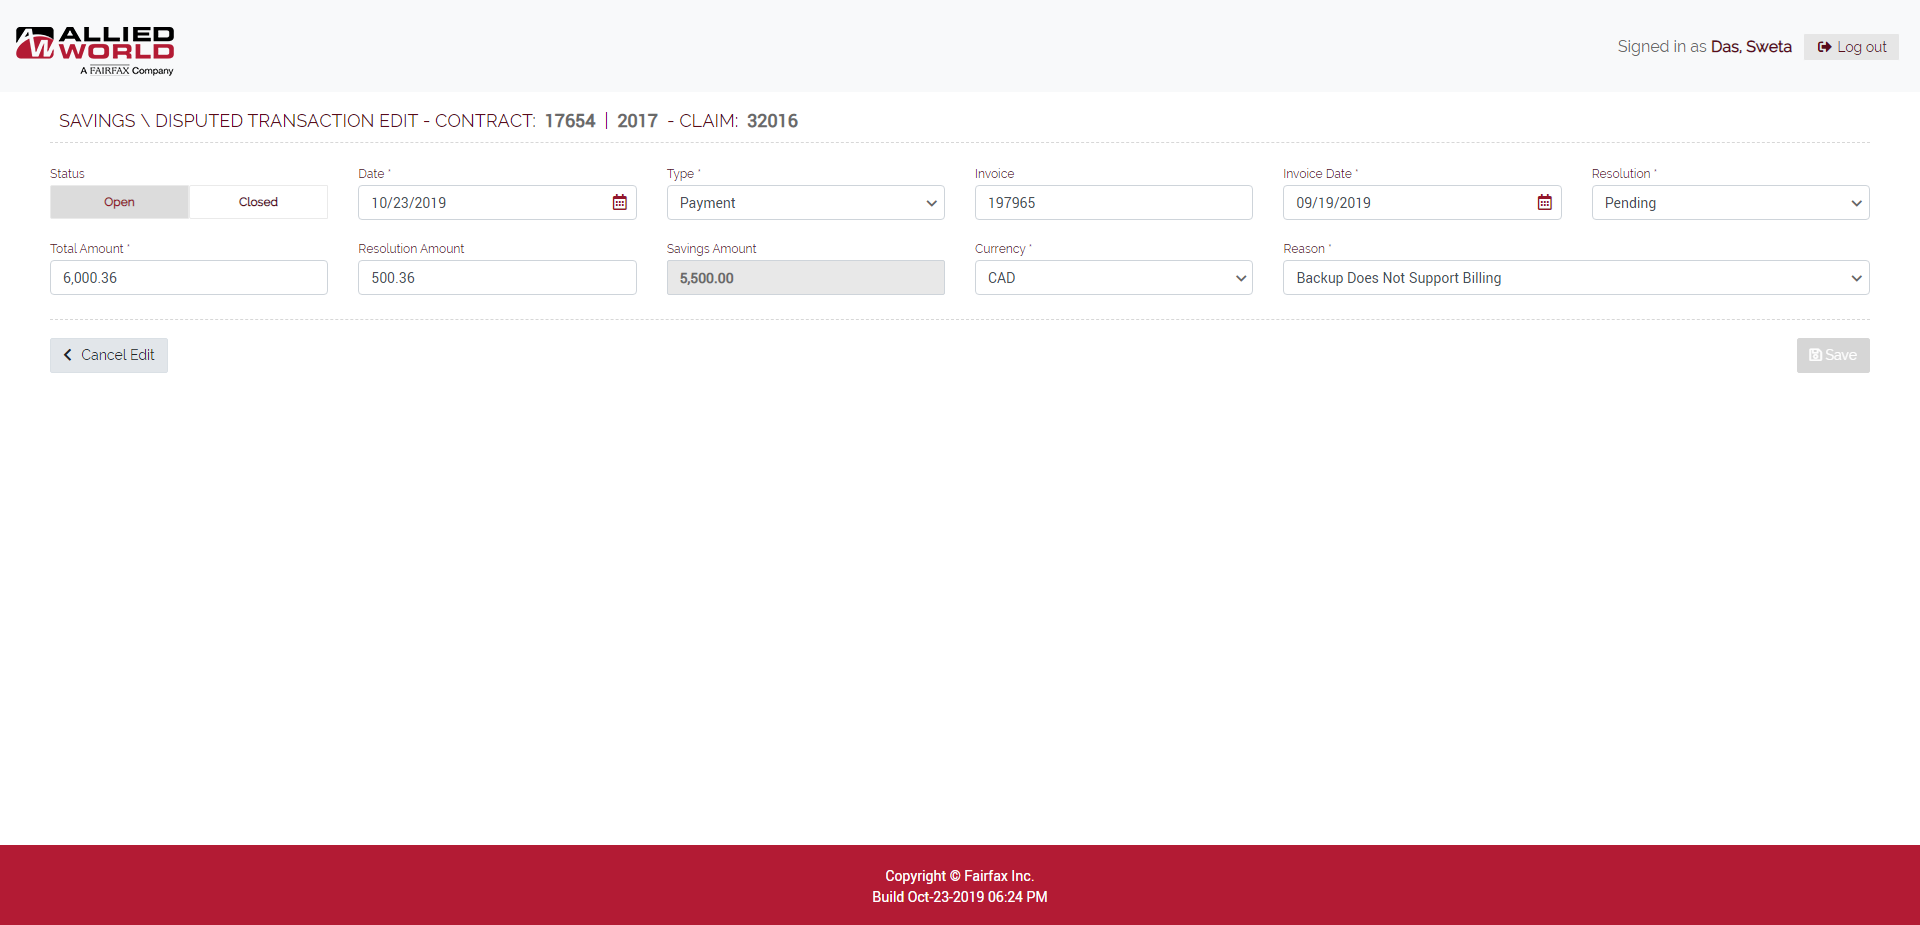 AW ALLIED
WORLD
A FAIRFAX Company
Signed in as Das, Sweta
Log out
SAVINGS \ DISPUTED TRANSACTION EDIT - CONTRACT: 17654 | 2017 - CLAIM: 32016
Status
Date *
Type *
Invoice
Invoice Date *
Resolution *
Open
Closed
10/23/2019
Payment
197965
09/19/2019
Pending
Total Amount *
Resolution Amount
Savings Amount
Currency *
Reason *
6,000.36
500.36
5,500.00
CAD
Backup Does Not Support Billing
Cancel Edit
Save
Copyright © Fairfax Inc.
Build Oct-23-2019 06:24 PM